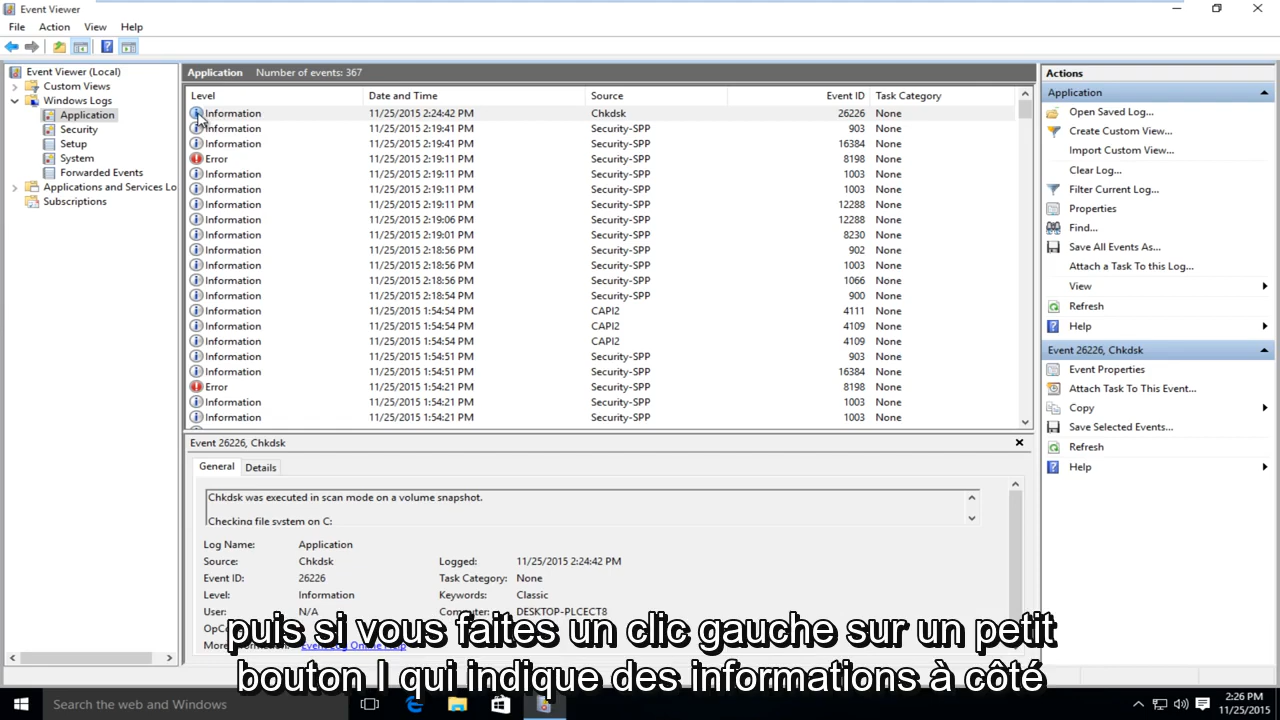 Event Viewer
File Action View Help
Event Viewer (Local)
Custom Views
Windows Logs
Application
Security
Setup
System
Forwarded Events
Applications and Services Lo
Subscriptions
Application Number of events: 367
Level Date and Time Source Event ID Task Category
Information 11/25/2015 2:24:42 PM Chkdsk 26226 None
Information 11/25/2015 2:19:41 PM Security-SPP 903 None
Information 11/25/2015 2:19:41 PM Security-SPP 16384 None
Error 11/25/2015 2:19:11 PM Security-SPP 8198 None
Information 11/25/2015 2:19:11 PM Security-SPP 1003 None
Information 11/25/2015 2:19:11 PM Security-SPP 1003 None
Information 11/25/2015 2:19:11 PM Security-SPP 12288 None
Information 11/25/2015 2:19:06 PM Security-SPP 12288 None
Information 11/25/2015 2:19:01 PM Security-SPP 8230 None
Information 11/25/2015 2:18:56 PM Security-SPP 902 None
Information 11/25/2015 2:18:56 PM Security-SPP 1003 None
Information 11/25/2015 2:18:56 PM Security-SPP 1066 None
Information 11/25/2015 2:18:54 PM Security-SPP 900 None
Information 11/25/2015 1:54:54 PM CAPI2 4111 None
Information 11/25/2015 1:54:54 PM CAPI2 4109 None
Information 11/25/2015 1:54:54 PM CAPI2 4109 None
Information 11/25/2015 1:54:51 PM Security-SPP 903 None
Information 11/25/2015 1:54:51 PM Security-SPP 16384 None
Error 11/25/2015 1:54:21 PM Security-SPP 8198 None
Information 11/25/2015 1:54:21 PM Security-SPP 1003 None
Information 11/25/2015 1:54:21 PM Security-SPP 1003 None
Event 26226, Chkdsk
General Details
Chkdsk was executed in scan mode on a volume snapshot.
Checking file system on C:
Log Name: Application
Source: Chkdsk Logged: 11/25/2015 2:24:42 PM
Event ID: 26226 Task Category: None
Level: Information Keywords: Classic
User: N/A Computer: DESKTOP-PLCECT8
Actions
Application
Open Saved Log...
Create Custom View...
Import Custom View...
Clear Log...
Filter Current Log...
Properties
Find...
Save All Events As...
Attach a Task To this Log...
View
Refresh
Help
Event 26226, Chkdsk
Event Properties
Attach Task To This Event...
Copy
Save Selected Events...
Refresh
Help
puis si vous faites un clic gauche sur un petit
bouton I qui indique des informations à côté
Search the web and Windows
2:26 PM
11/25/2015